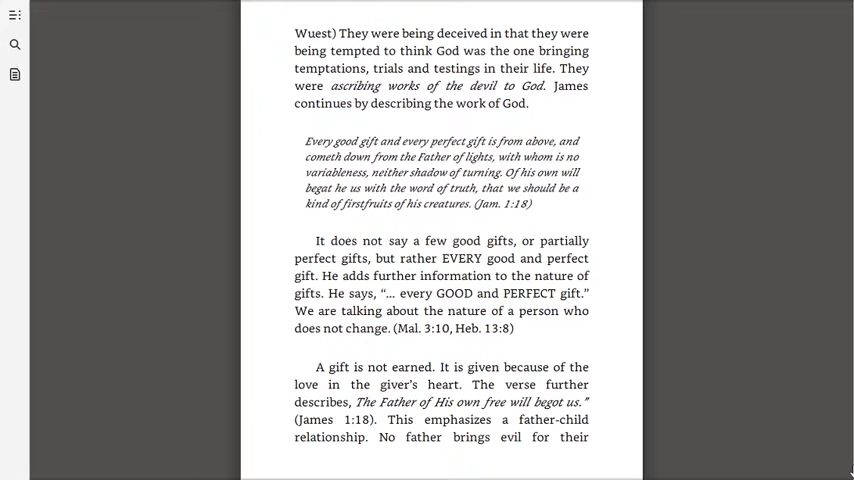 Wuest) They were being deceived in that they were
being tempted to think God was the one bringing
temptations, trials and testings in their life. They
were ascribing works of the devil to God. James
continues by describing the work of God.
Every good gift and every perfect gift is from above, and
cometh down from the Father of lights, with whom is no
variableness, neither shadow of turning. Of his own will
begat he us with the word of truth, that we should be a
kind of firstfruits of his creatures. (Jam. 1:18)
It does not say a few good gifts, or partially
perfect gifts, but rather EVERY good and perfect
gift. He adds further information to the nature of
gifts. He says, “... every GOOD and PERFECT gift.”
We are talking about the nature of a person who
does not change. (Mal. 3:10, Heb. 13:8)
A gift is not earned. It is given because of the
love in the giver’s heart. The verse further
describes, The Father of His own free will begot us.”
(James 1:18). This emphasizes a father-child
relationship. No father brings evil for their